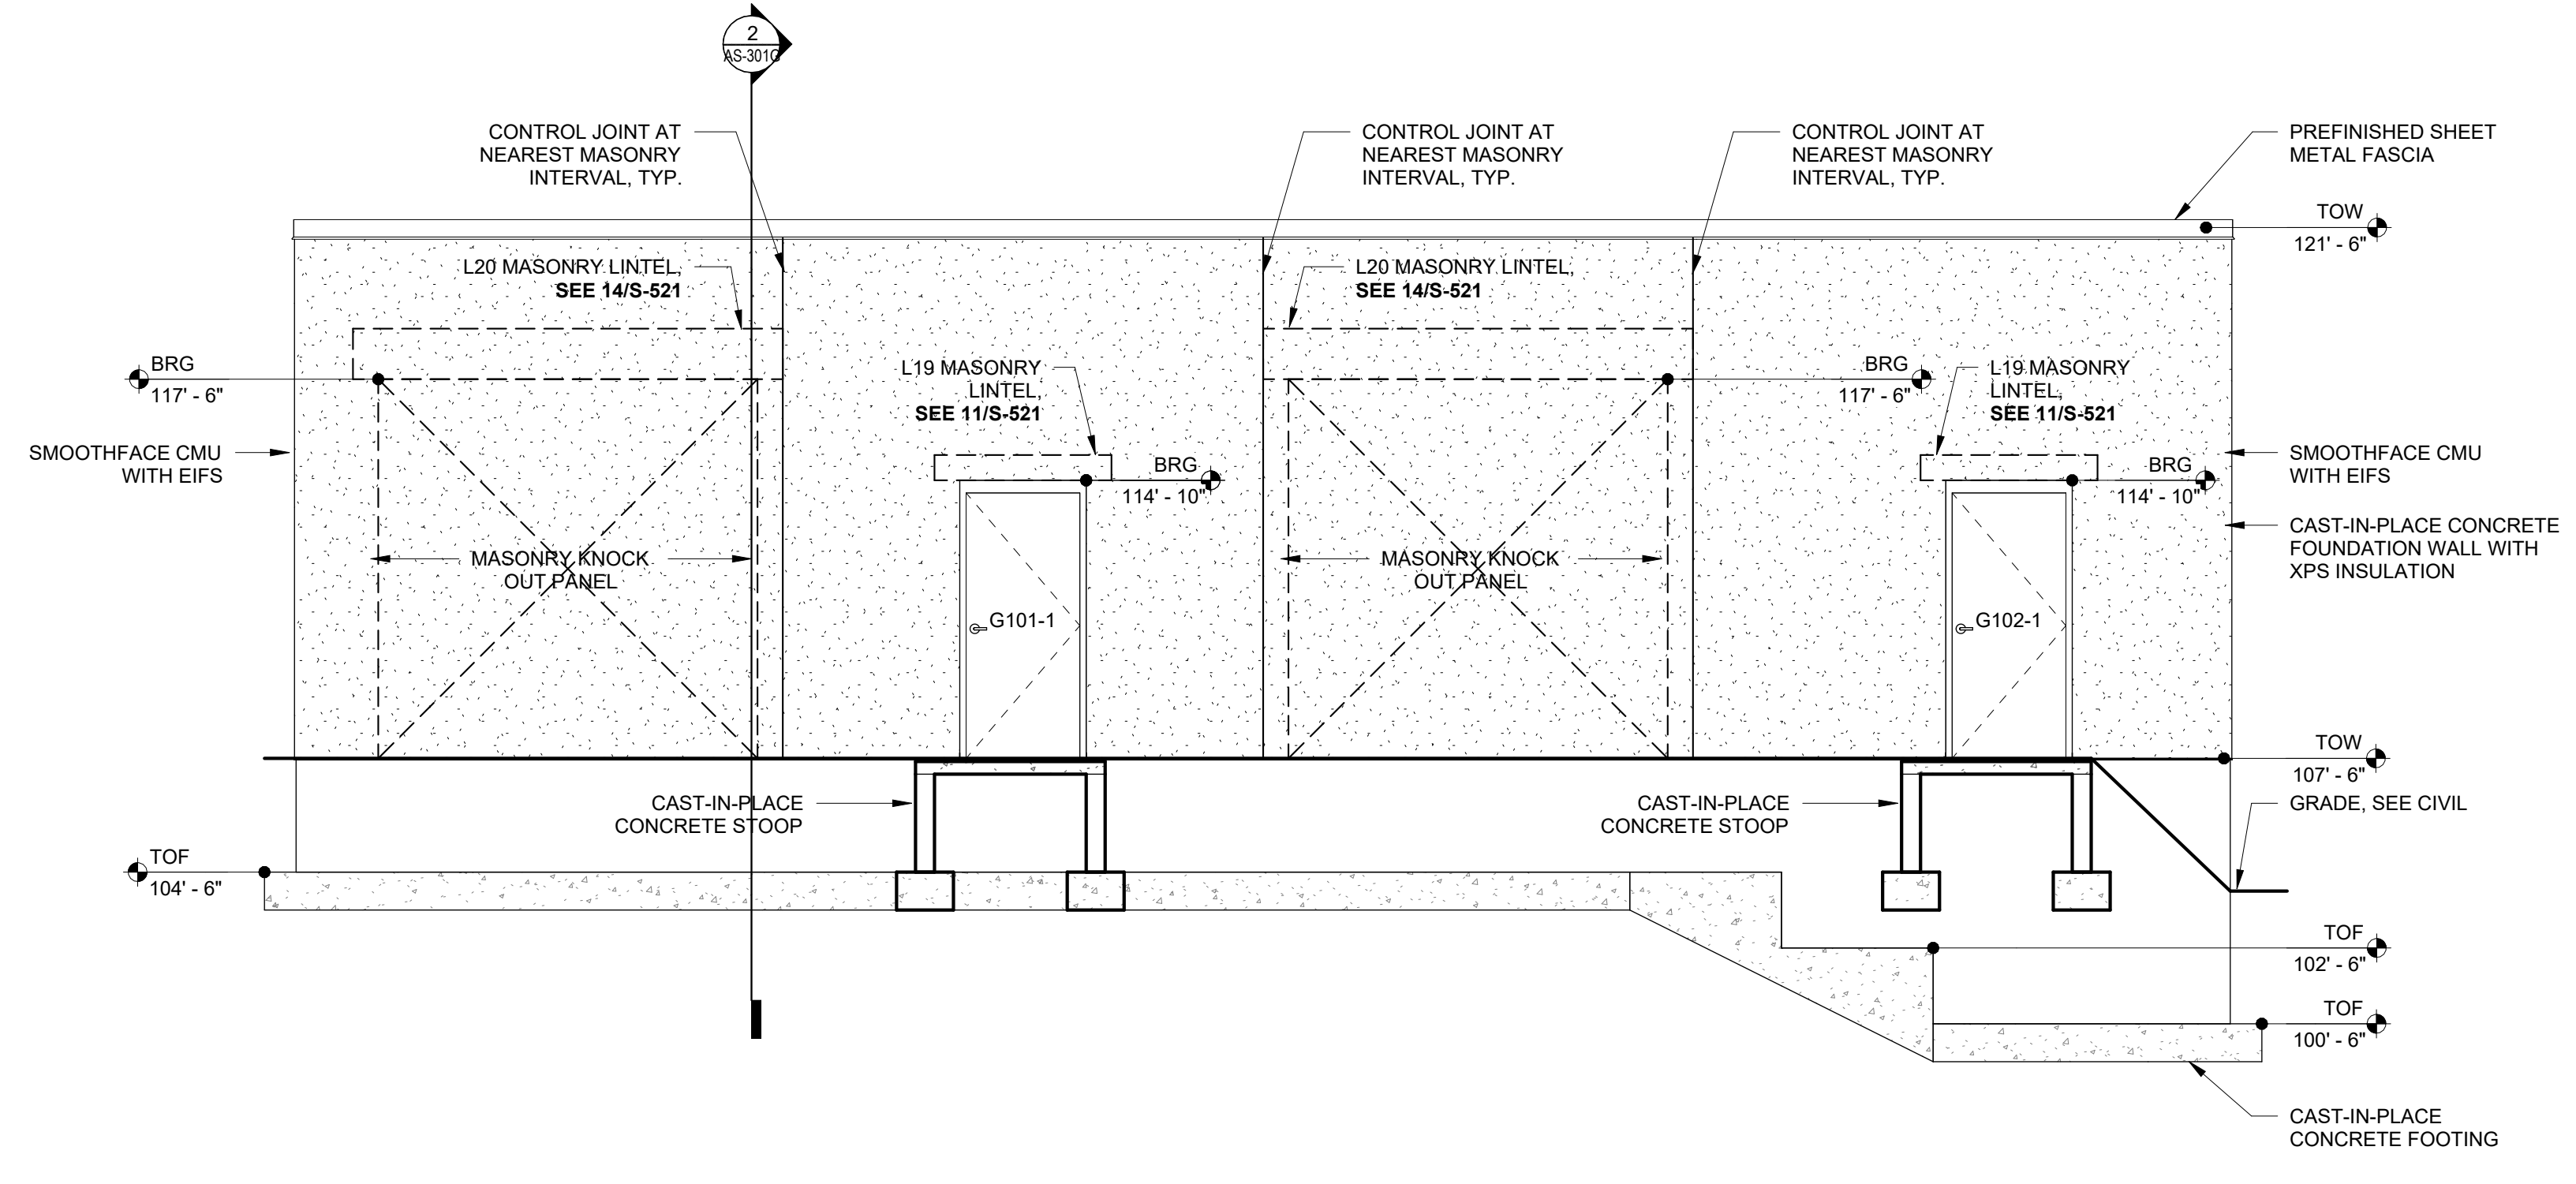 2
AS-301G
CONTROL JOINT AT
NEAREST MASONRY
INTERVAL, TYP.
CONTROL JOINT AT
NEAREST MASONRY
INTERVAL, TYP.
CONTROL JOINT AT
NEAREST MASONRY
INTERVAL, TYP.
PREFINISHED SHEET
METAL FASCIA
TOW
121' - 6"
L20 MASONRY LINTEL,
SEE 14/S-521
L20 MASONRY LINTEL,
SEE 14/S-521
BRG
117' - 6"
L19 MASONRY
LINTEL,
SEE 11/S-521
BRG
117' - 6"
L19 MASONRY
LINTEL,
SEE 11/S-521
SMOOTHFACE CMU
WITH EIFS
BRG
114' - 10"
BRG
114' - 10"
SMOOTHFACE CMU
WITH EIFS
CAST-IN-PLACE CONCRETE
FOUNDATION WALL WITH
XPS INSULATION
MASONRY KNOCK
OUT PANEL
MASONRY KNOCK
OUT PANEL
G101-1
G102-1
TOW
107' - 6"
CAST-IN-PLACE
CONCRETE STOOP
CAST-IN-PLACE
CONCRETE STOOP
GRADE, SEE CIVIL
TOF
104' - 6"
TOF
102' - 6"
TOF
100' - 6"
CAST-IN-PLACE
CONCRETE FOOTING